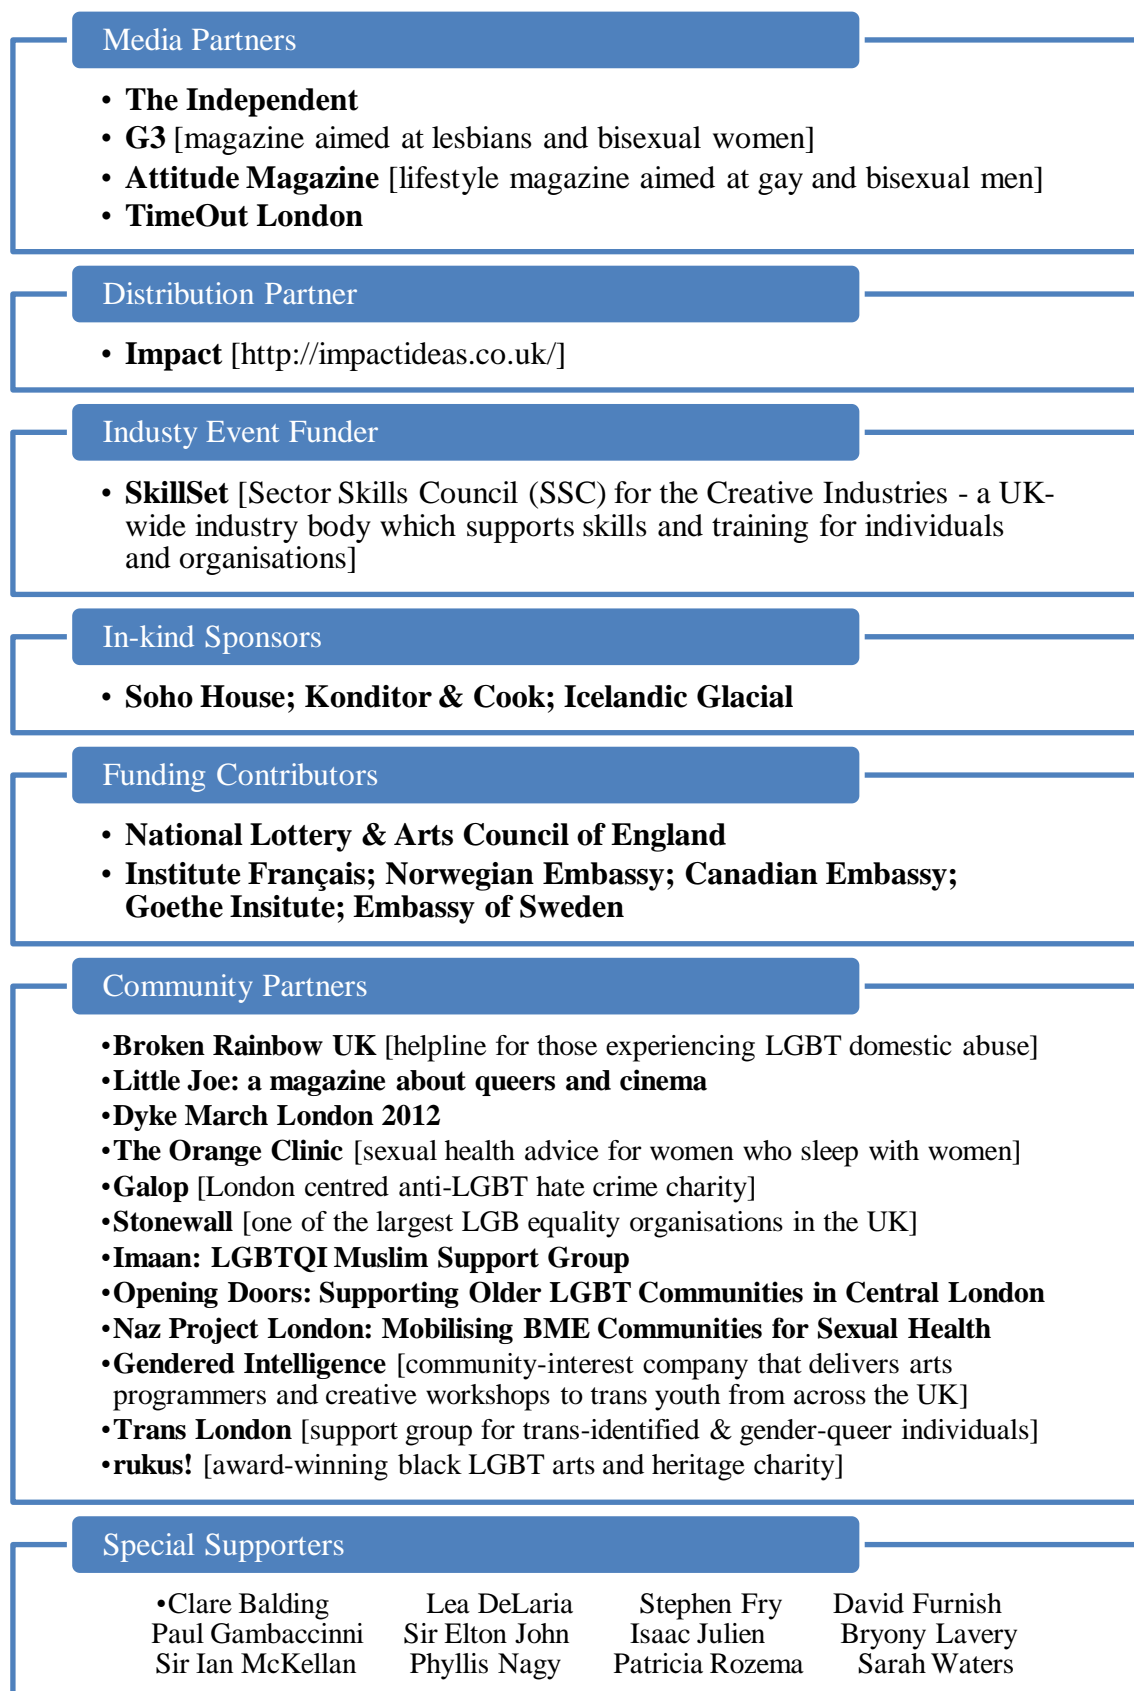 Media Partners
• The Independent
• G3 [magazine aimed at lesbians and bisexual women]
• Attitude Magazine [lifestyle magazine aimed at gay and bisexual men]
• TimeOut London
Distribution Partner
• Impact [http://impactideas.co.uk/]
Industy Event Funder
• SkillSet [Sector Skills Council (SSC) for the Creative Industries - a UK-
wide industry body which supports skills and training for individuals
and organisations]
In-kind Sponsors
• Soho House; Konditor & Cook; Icelandic Glacial
Funding Contributors
• National Lottery & Arts Council of England
• Institute Français; Norwegian Embassy; Canadian Embassy;
Goethe Insitute; Embassy of Sweden
Community Partners
•Broken Rainbow UK [helpline for those experiencing LGBT domestic abuse]
•Little Joe: a magazine about queers and cinema
•Dyke March London 2012
•The Orange Clinic [sexual health advice for women who sleep with women]
•Galop [London centred anti-LGBT hate crime charity]
•Stonewall [one of the largest LGB equality organisations in the UK]
•Imaan: LGBTQI Muslim Support Group
•Opening Doors: Supporting Older LGBT Communities in Central London
•Naz Project London: Mobilising BME Communities for Sexual Health
•Gendered Intelligence [community-interest company that delivers arts
programmers and creative workshops to trans youth from across the UK]
•Trans London [support group for trans-identified & gender-queer individuals]
•rukus! [award-winning black LGBT arts and heritage charity]
Special Supporters
•Clare Balding Lea DeLaria Stephen Fry David Furnish
Paul Gambaccinni Sir Elton John Isaac Julien Bryony Lavery
Sir Ian McKellan Phyllis Nagy Patricia Rozema Sarah Waters